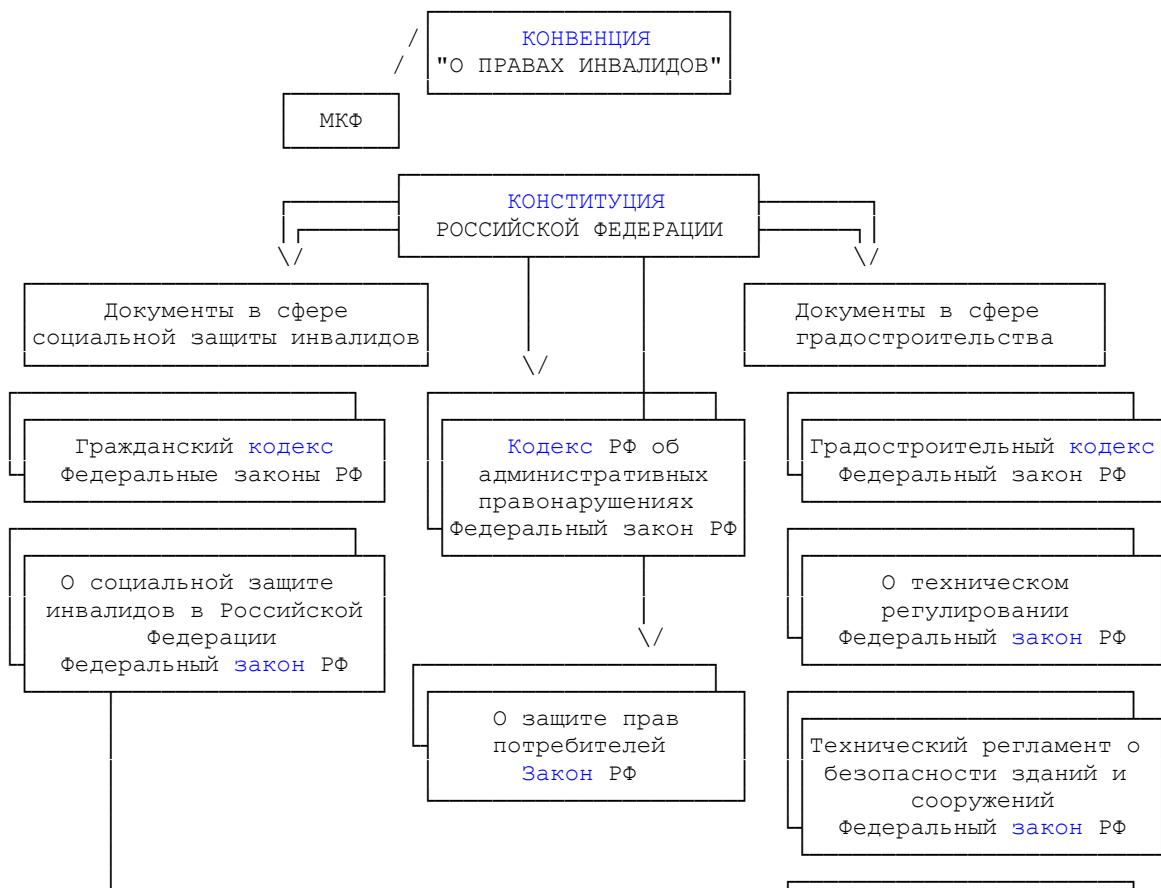 КОНВЕНЦИЯ
"О ПРАВАХ ИНВАЛИДОВ"
МКФ
КОНСТИТУЦИЯ
РОССИЙСКОЙ ФЕДЕРАЦИИ
Документы в сфере
социальной защиты инвалидов
Документы в сфере
градостроительства
Гражданский кодекс
Федеральные законы РФ
Кодекс РФ об
административных
правонарушениях
Федеральный закон РФ
Градостроительный кодекс
Федеральный закон РФ
О социальной защите
инвалидов в Российской
Федерации
Федеральный закон РФ
О техническом
регулировании
Федеральный закон РФ
О защите прав
потребителей
Закон РФ
Технический регламент о
безопасности зданий и
сооружений
Федеральный закон РФ